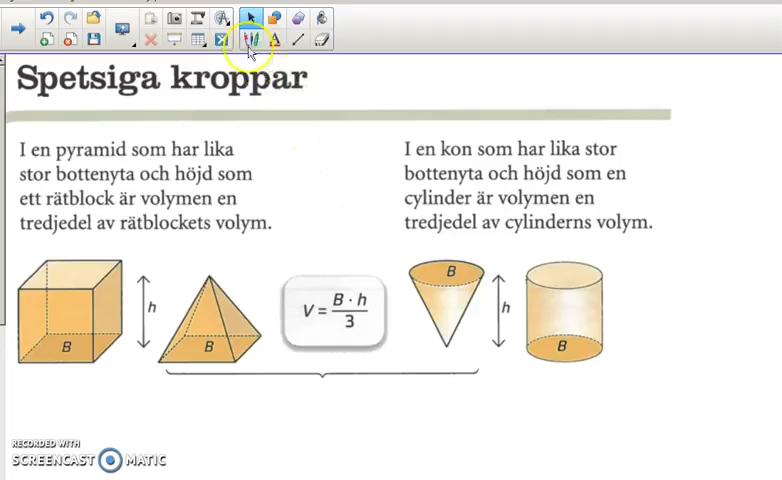 Spetsiga kroppar
I en pyramid som har lika
stor bottenyta och höjd som
ett rätblock är volymen en
tredjedel av rätblockets volym.
I en kon som har lika stor
bottenyta och höjd som en
cylinder är volymen en
tredjedel av cylinderns volym.
B
h
B
V = B · h / 3
B
h
B
RECORDED WITH
SCREENCAST MATIC